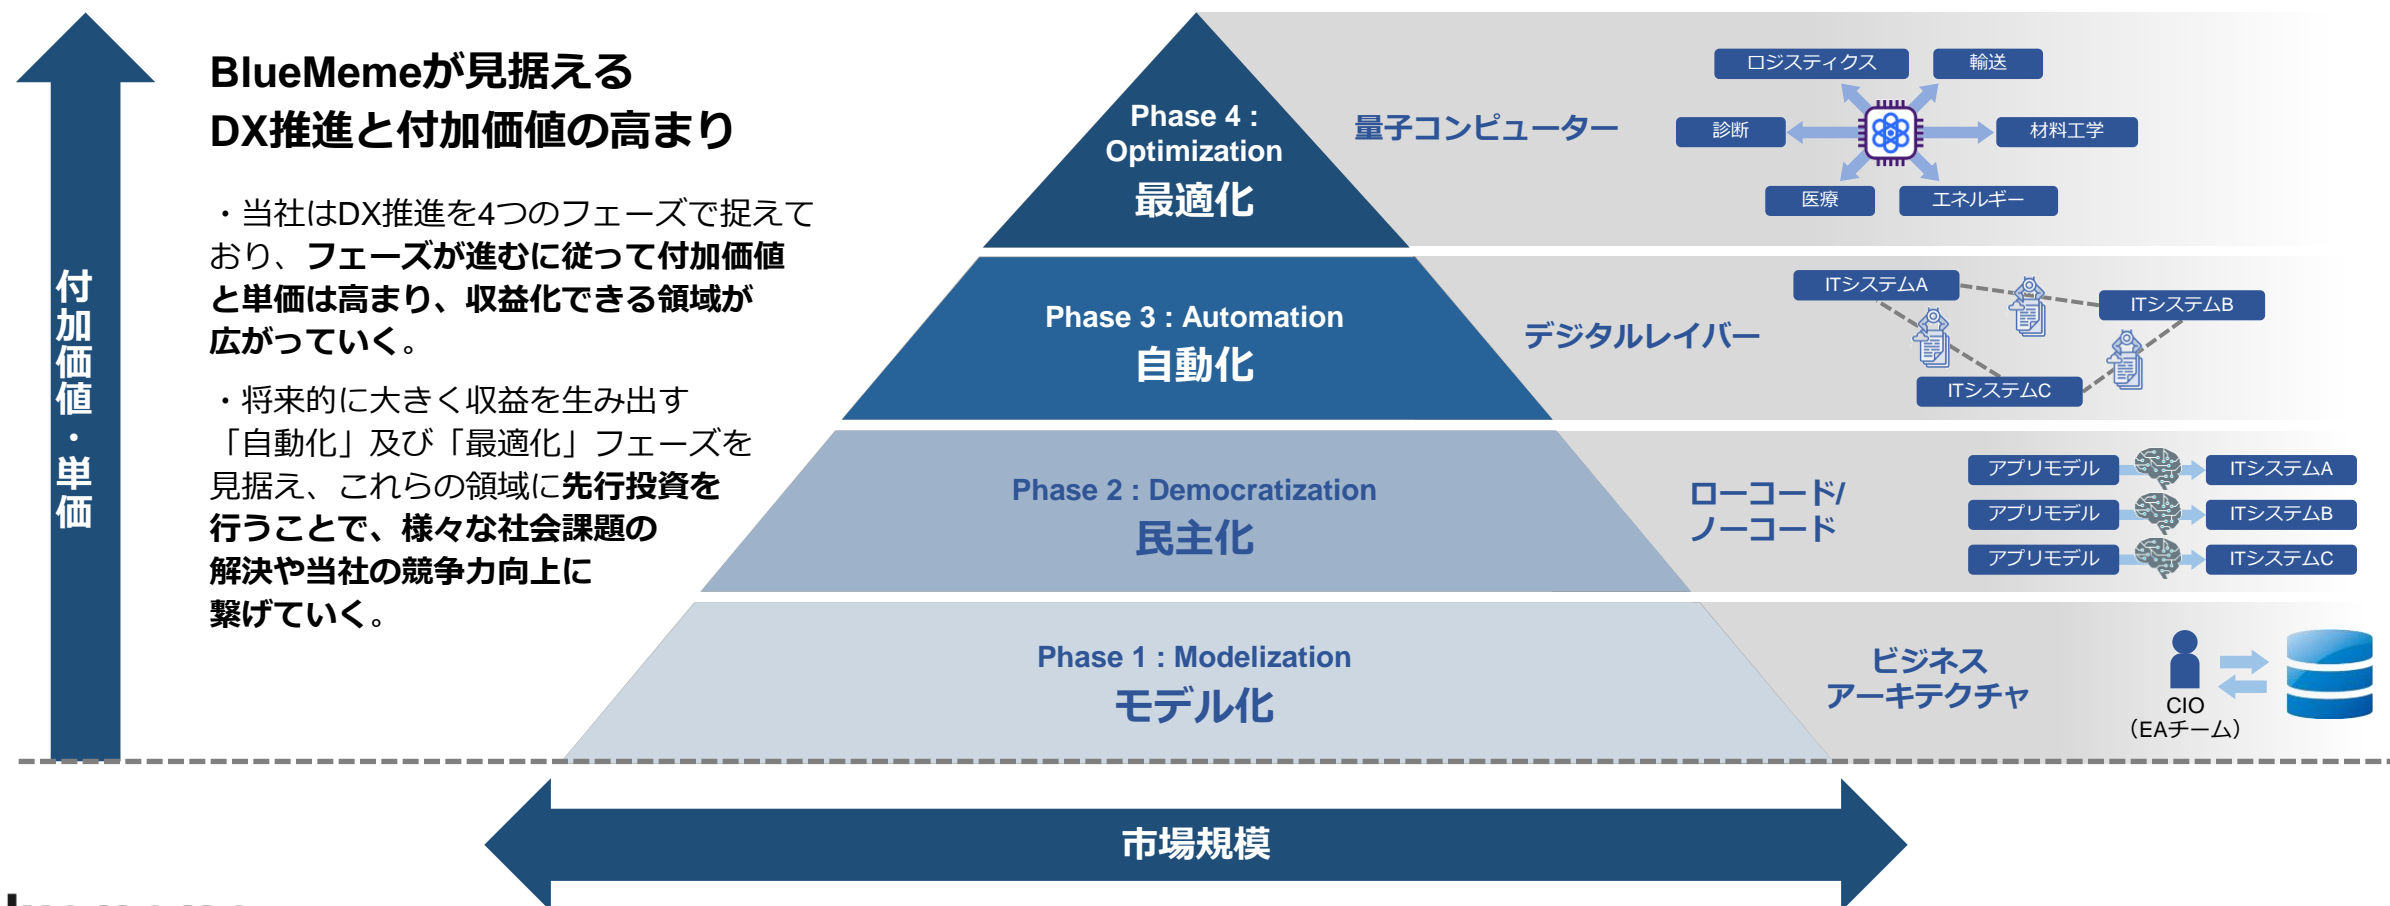 BlueMemeが見据える
DX推進と付加価値の高まり
・当社はDX推進を4つのフェーズで捉えて
おり、フェーズが進むに従って付加価値
と単価は高まり、収益化できる領域が
広がっていく。
・将来的に大きく収益を生み出す
「自動化」及び「最適化」フェーズを
見据え、これらの領域に先行投資を
行うことで、様々な社会課題の
解決や当社の競争力向上に
繋げていく。
付加価値・単価
Phase 4 :
Optimization
最適化
量子コンピューター
ロジスティクス
輸送
診断
材料工学
医療
エネルギー
Phase 3 : Automation
自動化
デジタルレイバー
ITシステムA
ITシステムB
ITシステムC
Phase 2 : Democratization
民主化
ローコード/
ノーコード
アプリモデル
ITシステムA
アプリモデル
ITシステムB
アプリモデル
ITシステムC
Phase 1 : Modelization
モデル化
ビジネス
アーキテクチャ
CIO
（EAチーム）
市場規模